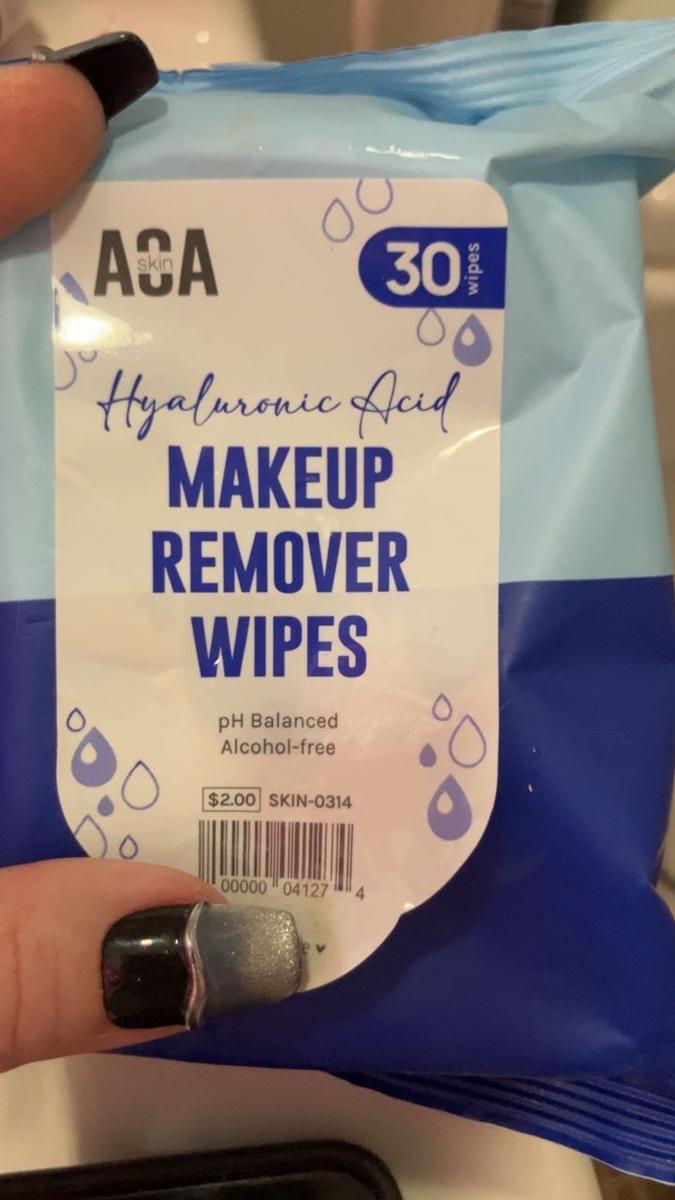 AOA
skin
30 wipes
Hyaluronic Acid
MAKEUP
REMOVER
WIPES
pH Balanced
Alcohol-free
$2.00 SKIN-0314
00000 04127 4